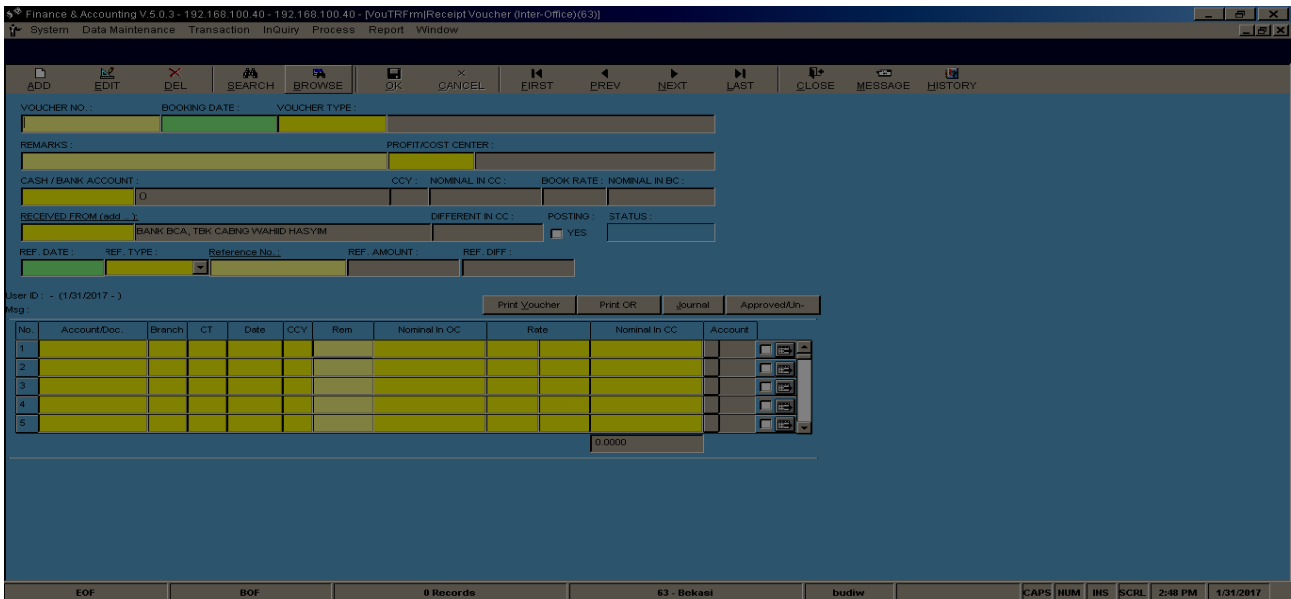 Finance & Accounting V.5.0.3 - 192.168.100.40 - 192.168.100.40 - [VouTRFrm|Receipt Voucher (Inter-Office)(63)]
System Data Maintenance Transaction InQuiry Process Report Window
ADD EDIT DEL SEARCH BROWSE OK CANCEL FIRST PREV NEXT LAST CLOSE MESSAGE HISTORY
VOUCHER NO. : BOOKING DATE : VOUCHER TYPE :
REMARKS : PROFIT/COST CENTER :
CASH / BANK ACCOUNT : CCY : NOMINAL IN CC : BOOK RATE : NOMINAL IN BC :
0
RECEIVED FROM (add ...): DIFFERENT IN CC : POSTING : STATUS :
BANK BCA, TBK CABNG WAHIID HASYIM YES
REF. DATE : REF. TYPE : Reference No..: REF. AMOUNT : REF. DIFF :
User ID : - (1/31/2017 - )
Msg : Print Voucher Print OR Journal Approved/Un-
No. Account/Doc. Branch CT Date CCY Rem Nominal In OC Rate Nominal In CC Account
1
2
3
4
5
0.0000
EOF BOF 0 Records 63 - Bekasi budiw CAPS NUM INS SCRL 2:48 PM 1/31/2017